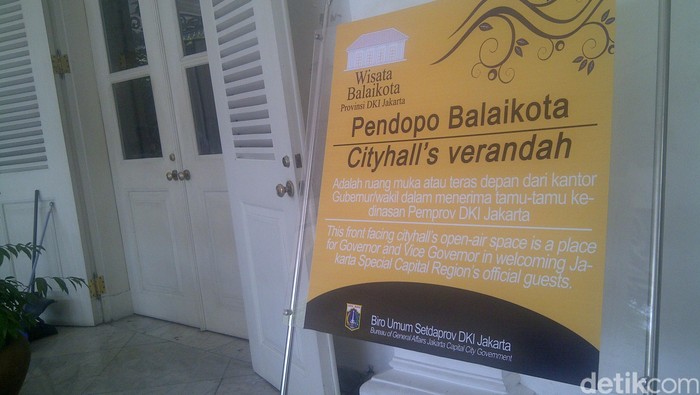 Wisata
Balaikota
Provinsi DKI Jakarta
Pendopo Balaikota
Cityhall's verandah
Adalah ruang muka atau teras depan dari kantor
Gubernur/wakil dalam menerima tamu-tamu ke-
dinasan Pemprov DKI Jakarta
This front facing cityhall's open-air space is a place
for Governor and Vice Governor in welcoming Ja-
karta Special Capital Region's official guests.
Biro Umum Setdaprov DKI Jakarta
Bureau of General Affairs Jakarta Capital City Government
detikcom